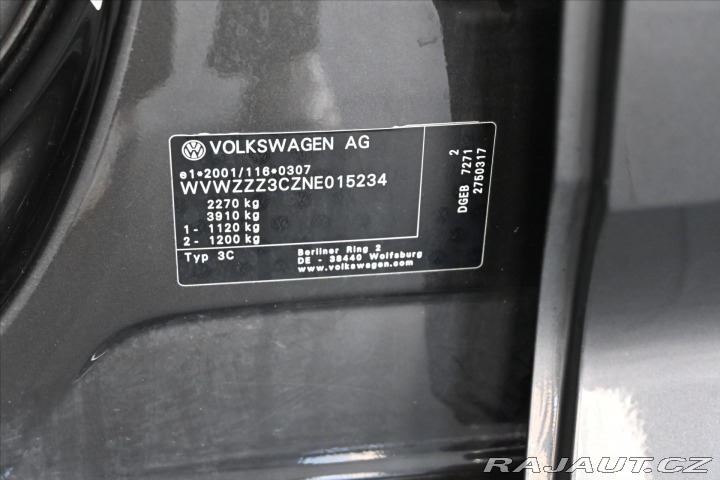 VOLKSWAGEN AG
e1*2001/116*0307
WVWZZZ3CZNE015234
2270 kg
3910 kg
1- 1120 kg
2- 1200 kg
Typ 3C
Berliner Ring 2
DE - 38440 Wolfsburg
www.volkswagen.com
2
DGEB 7271
2750317
RAJAUT.CZ